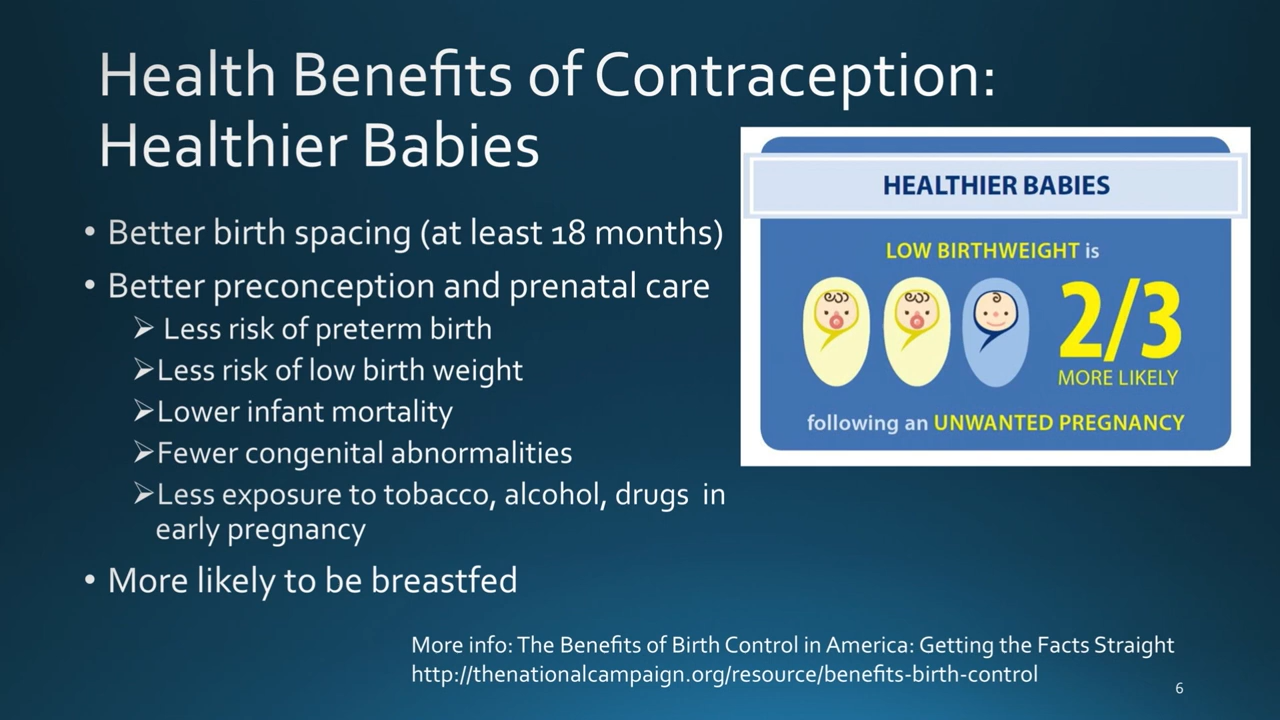 Health Benefits of Contraception:
Healthier Babies
• Better birth spacing (at least 18 months)
• Better preconception and prenatal care
➢ Less risk of preterm birth
➢Less risk of low birth weight
➢Lower infant mortality
➢Fewer congenital abnormalities
➢Less exposure to tobacco, alcohol, drugs in
early pregnancy
• More likely to be breastfed
HEALTHIER BABIES
LOW BIRTHWEIGHT is
2/3
MORE LIKELY
following an UNWANTED PREGNANCY
More info: The Benefits of Birth Control in America: Getting the Facts Straight
http://thenationalcampaign.org/resource/benefits-birth-control
6